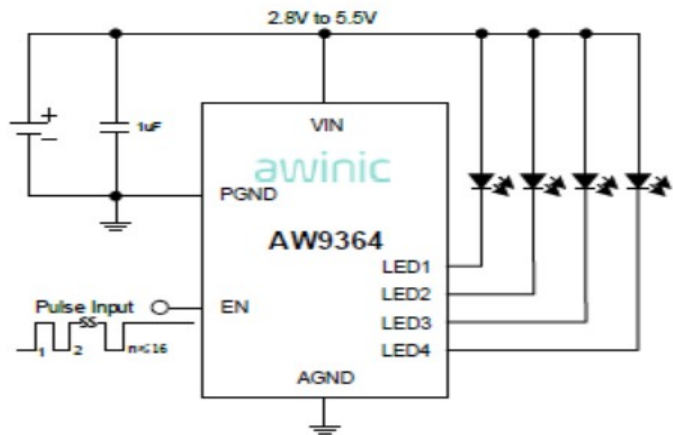 2.8V to 5.5V
+
1uF
−
VIN
awinic
PGND
AW9364
LED1
LED2
Pulse Input
EN
LED3
1
2
n≤16
LED4
AGND